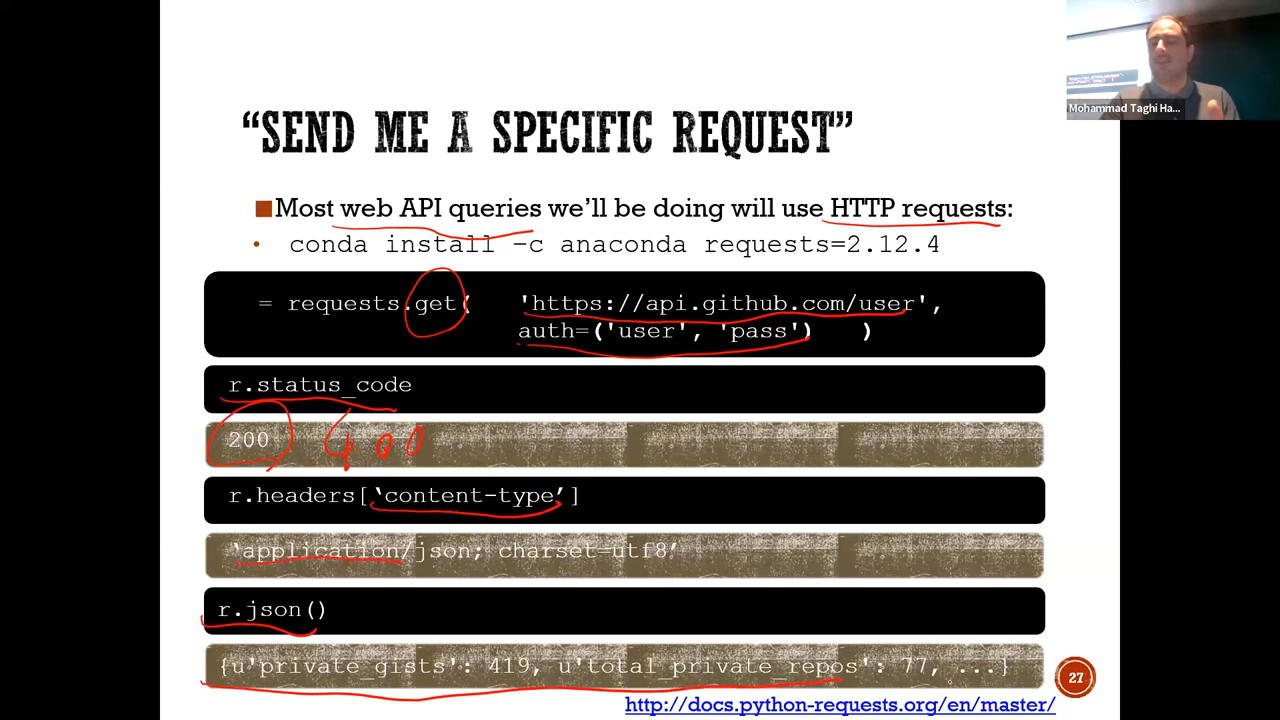 Mohammad Taghi Ha...
“SEND ME A SPECIFIC REQUEST”
Most web API queries we’ll be doing will use HTTP requests:
• conda install –c anaconda requests=2.12.4
= requests.get( 'https://api.github.com/user',
auth=('user', 'pass') )
r.status_code
200 400
r.headers[‘content-type’]
‘application/json; charset=utf8’
r.json()
{u'private_gists': 419, u'total_private_repos': 77, ...}
27
http://docs.python-requests.org/en/master/